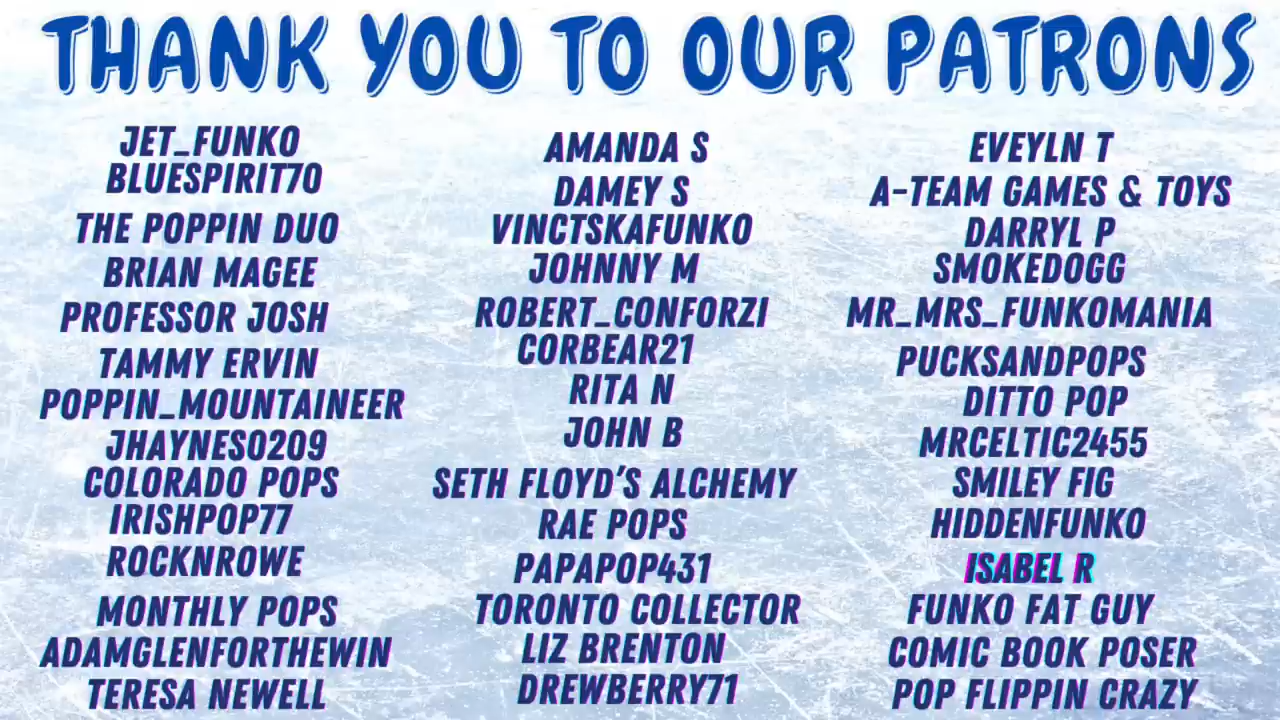 THANK YOU TO OUR PATRONS
JET_FUNKO
BLUESPIRIT70
THE POPPIN DUO
BRIAN MAGEE
PROFESSOR JOSH
TAMMY ERVIN
POPPIN_MOUNTAINEER
JHAYNES0209
COLORADO POPS
IRISHPOP77
ROCKNROWE
MONTHLY POPS
ADAMGLENFORTHEWIN
TERESA NEWELL
AMANDA S
DAMEY S
VINCTSKAFUNKO
JOHNNY M
ROBERT_CONFORZI
CORBEAR21
RITA N
JOHN B
SETH FLOYD'S ALCHEMY
RAE POPS
PAPAPOP431
TORONTO COLLECTOR
LIZ BRENTON
DREWBERRY71
EVEYLN T
A-TEAM GAMES & TOYS
DARRYL P
SMOKEDOGG
MR_MRS_FUNKOMANIA
PUCKSANDPOPS
DITTO POP
MRCELTIC2455
SMILEY FIG
HIDDENFUNKO
ISABEL R
FUNKO FAT GUY
COMIC BOOK POSER
POP FLIPPIN CRAZY